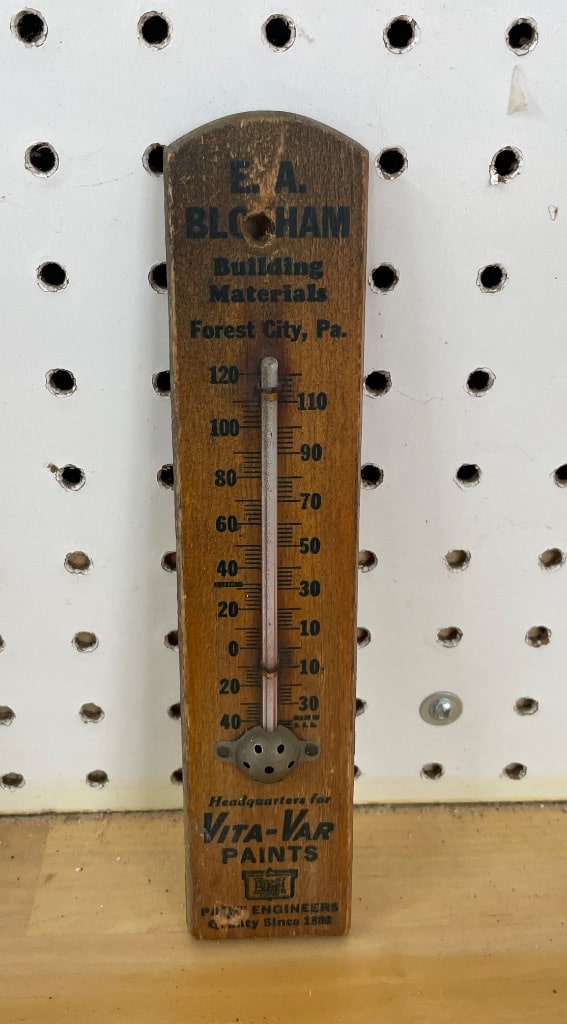 E. A.
Building
Materials
Forest City, Pa.
120
110
100
90
80
70
60
50
40
30
20
10
0
10
20
30
40
Headquarters for
VITA-VAR
PAINTS
ENGINEERS
Since